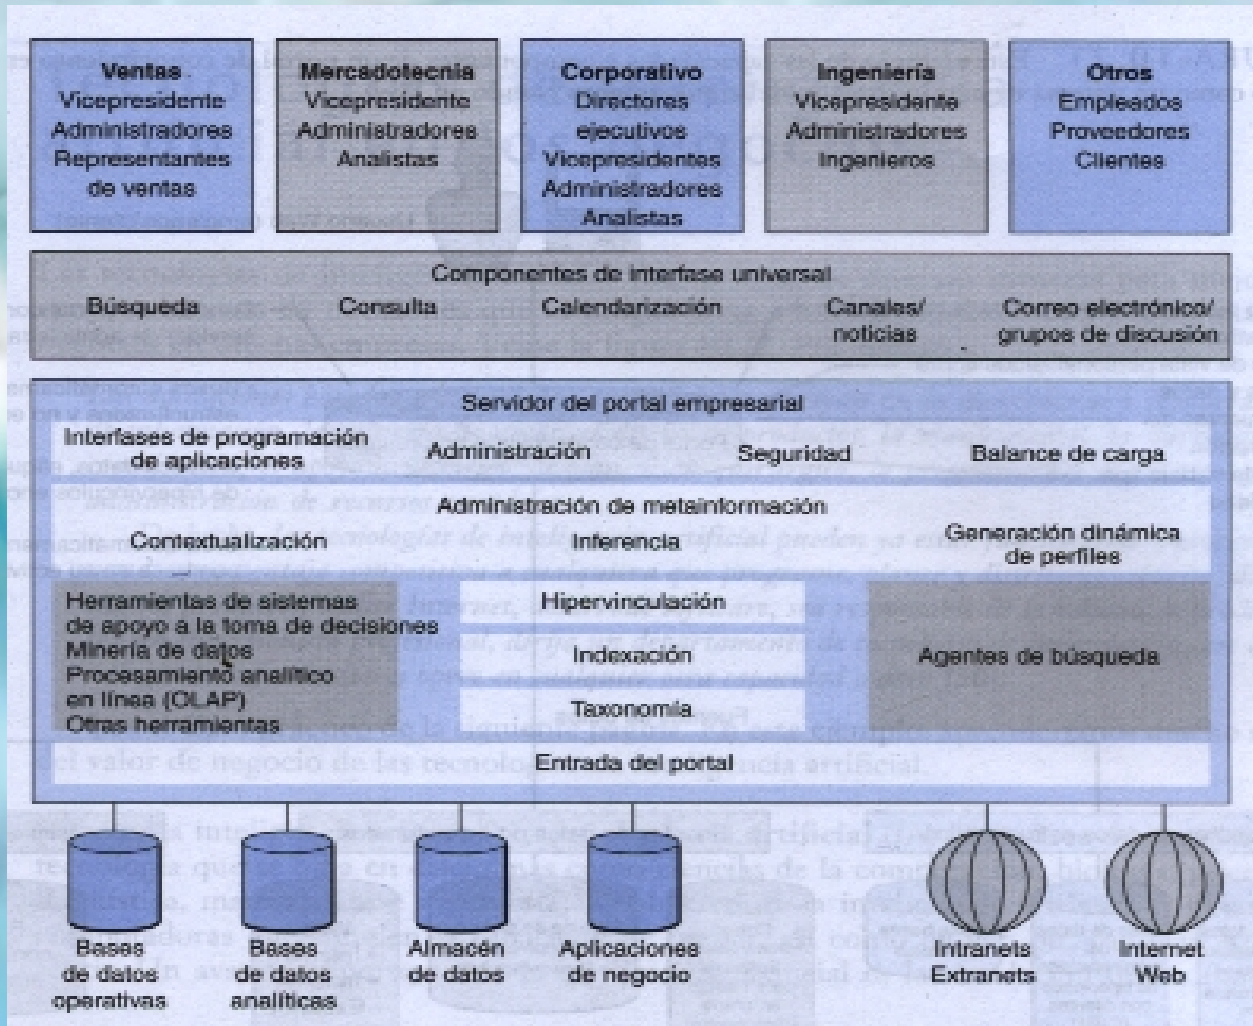 Ventas
Vicepresidente
Administradores
Representantes
de ventas
Mercadotecnia
Vicepresidente
Administradores
Analistas
Corporativo
Directores
ejecutivos
Vicepresidentes
Administradores
Analistas
Ingeniería
Vicepresidente
Administradores
Ingenieros
Otros
Empleados
Proveedores
Clientes
Componentes de interfase universal
Búsqueda
Consulta
Calendarización
Canales/
noticias
Correo electrónico/
grupos de discusión
Servidor del portal empresarial
Interfases de programación
de aplicaciones
Administración
Seguridad
Balance de carga
Administración de metainformación
Contextualización
Inferencia
Generación dinámica
de perfiles
Herramientas de sistemas
de apoyo a la toma de decisiones
Minería de datos
Procesamiento analítico
en línea (OLAP)
Otras herramientas
Hipervinculación
Indexación
Taxonomía
Agentes de búsqueda
Entrada del portal
Bases
de datos
operativas
Bases
de datos
analíticas
Almacén
de datos
Aplicaciones
de negocio
Intranets
Extranets
Internet
Web